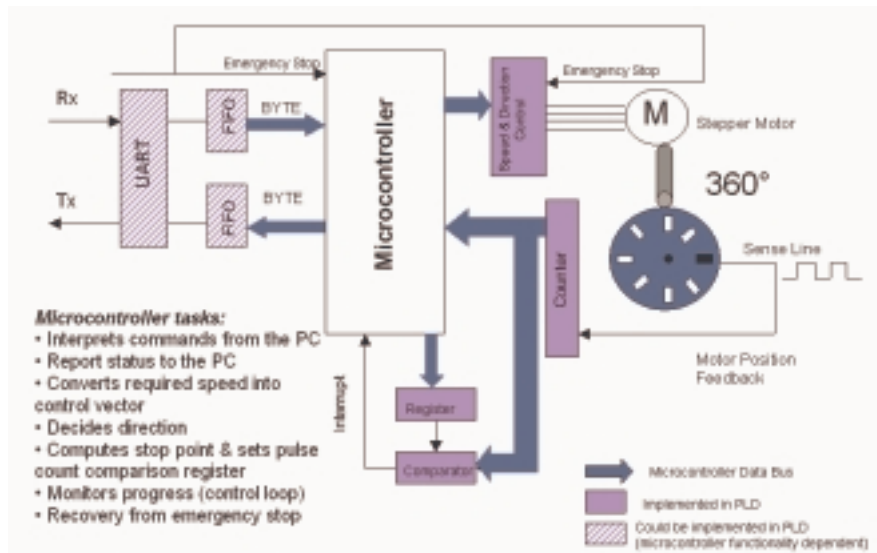 Emergency Stop
Emergency Stop
Rx
UART
FIFO
BYTE
Microcontroller
Speed & Direction
Control
M
Stepper Motor
Tx
FIFO
BYTE
360°
Counter
Sense Line
Motor Position
Feedback
Interrupt
Register
Comparator
Microcontroller tasks:
• Interprets commands from the PC
• Report status to the PC
• Converts required speed into
control vector
• Decides direction
• Computes stop point & sets pulse
count comparison register
• Monitors progress (control loop)
• Recovery from emergency stop
Microcontroller Data Bus
Implemented in PLD
Could be implemented in PLD
(microcontroller functionality dependent)